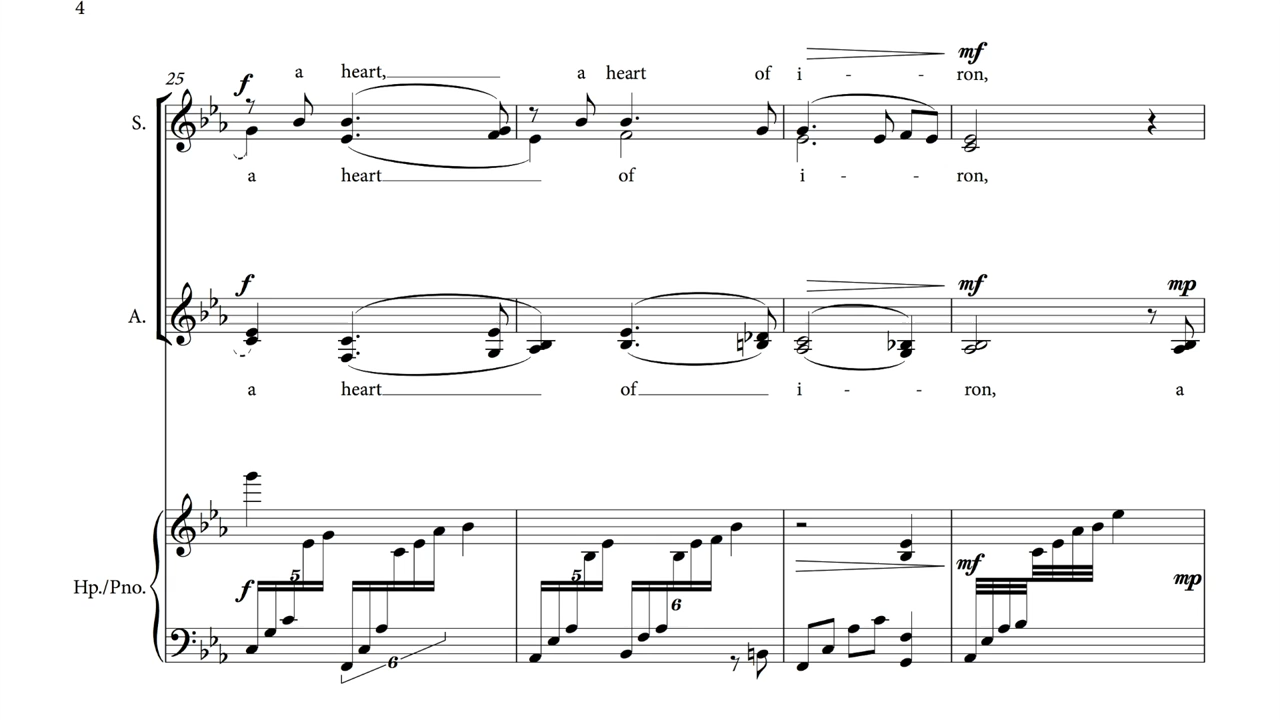 4
25
f a heart, a heart of i - - ron, mf
S.
a heart of i - - ron,
f mf mp
A.
a heart of i - - ron, a
5 5 6 mf mp
Hp./Pno. f
6